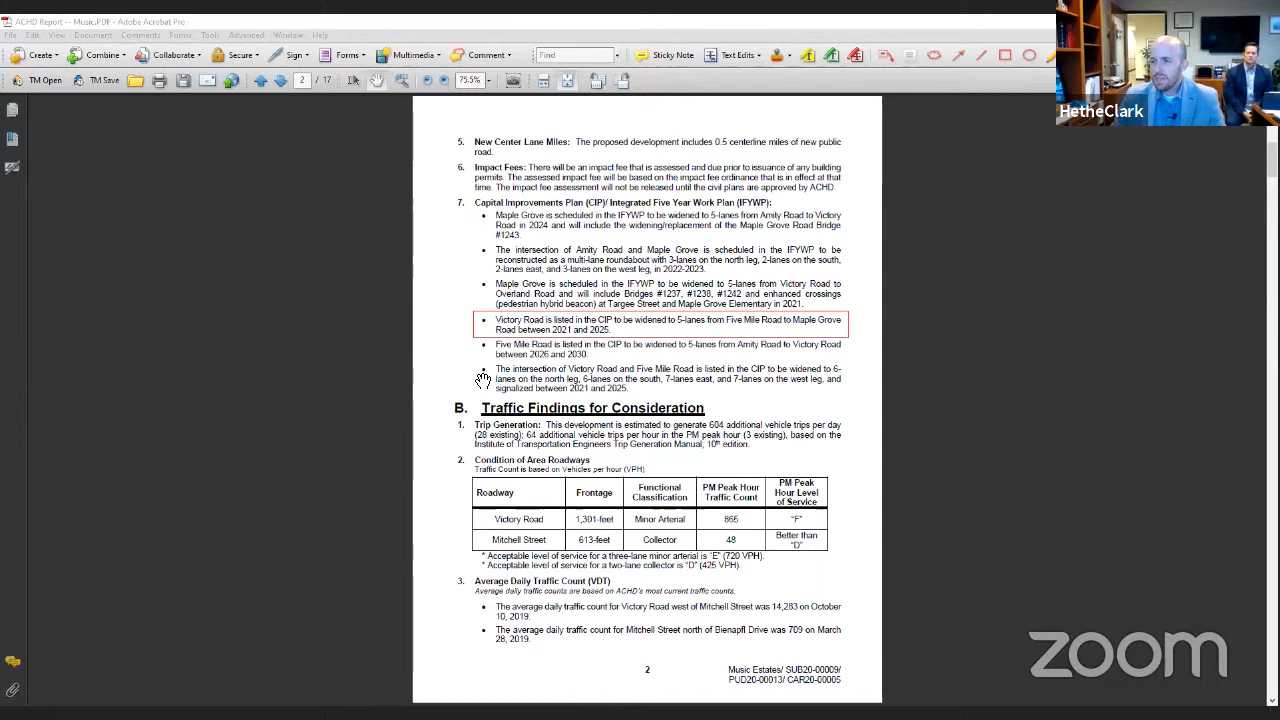 ACHD Report -- Music.PDF - Adobe Acrobat Pro
File Edit View Document Comments Forms Tools Advanced Window Help
Create Combine Collaborate Secure Sign Forms Multimedia Comment Find Sticky Note Text Edits
TM Open TM Save 2 / 17 75.5%
HetheClark
5. New Center Lane Miles: The proposed development includes 0.5 centerline miles of new public
road.
6. Impact Fees: There will be an impact fee that is assessed and due prior to issuance of any building
permits. The assessed impact fee will be based on the impact fee ordinance that is in effect at that
time. The impact fee assessment will not be released until the civil plans are approved by ACHD.
7. Capital Improvements Plan (CIP)/ Integrated Five Year Work Plan (IFYWP):
• Maple Grove is scheduled in the IFYWP to be widened to 5-lanes from Amity Road to Victory
Road in 2024 and will include the widening/replacement of the Maple Grove Road Bridge
#1243.
• The intersection of Amity Road and Maple Grove is scheduled in the IFYWP to be
reconstructed as a multi-lane roundabout with 3-lanes on the north leg, 2-lanes on the south,
2-lanes east, and 3-lanes on the west leg, in 2022-2023.
• Maple Grove is scheduled in the IFYWP to be widened to 5-lanes from Victory Road to
Overland Road and will include Bridges #1237, #1238, #1242 and enhanced crossings
(pedestrian hybrid beacon) at Targee Street and Maple Grove Elementary in 2021.
• Victory Road is listed in the CIP to be widened to 5-lanes from Five Mile Road to Maple Grove
Road between 2021 and 2025.
• Five Mile Road is listed in the CIP to be widened to 5-lanes from Amity Road to Victory Road
between 2026 and 2030.
• The intersection of Victory Road and Five Mile Road is listed in the CIP to be widened to 6-
lanes on the north leg, 6-lanes on the south, 7-lanes east, and 7-lanes on the west leg, and
signalized between 2021 and 2025.
B. Traffic Findings for Consideration
1. Trip Generation: This development is estimated to generate 604 additional vehicle trips per day
(28 existing); 64 additional vehicle trips per hour in the PM peak hour (3 existing), based on the
Institute of Transportation Engineers Trip Generation Manual, 10th edition.
2. Condition of Area Roadways
Traffic Count is based on Vehicles per hour (VPH)
Roadway Frontage Functional Classification PM Peak Hour Traffic Count PM Peak Hour Level of Service
Victory Road 1,301-feet Minor Arterial 865 "F"
Mitchell Street 613-feet Collector 48 Better than "D"
* Acceptable level of service for a three-lane minor arterial is "E" (720 VPH).
* Acceptable level of service for a two-lane collector is "D" (425 VPH).
3. Average Daily Traffic Count (VDT)
Average daily traffic counts are based on ACHD's most current traffic counts.
• The average daily traffic count for Victory Road west of Mitchell Street was 14,283 on October
10, 2019.
• The average daily traffic count for Mitchell Street north of Bienapfl Drive was 709 on March
28, 2019.
2 Music Estates/ SUB20-00009/
PUD20-00013/ CAR20-00005
zoom